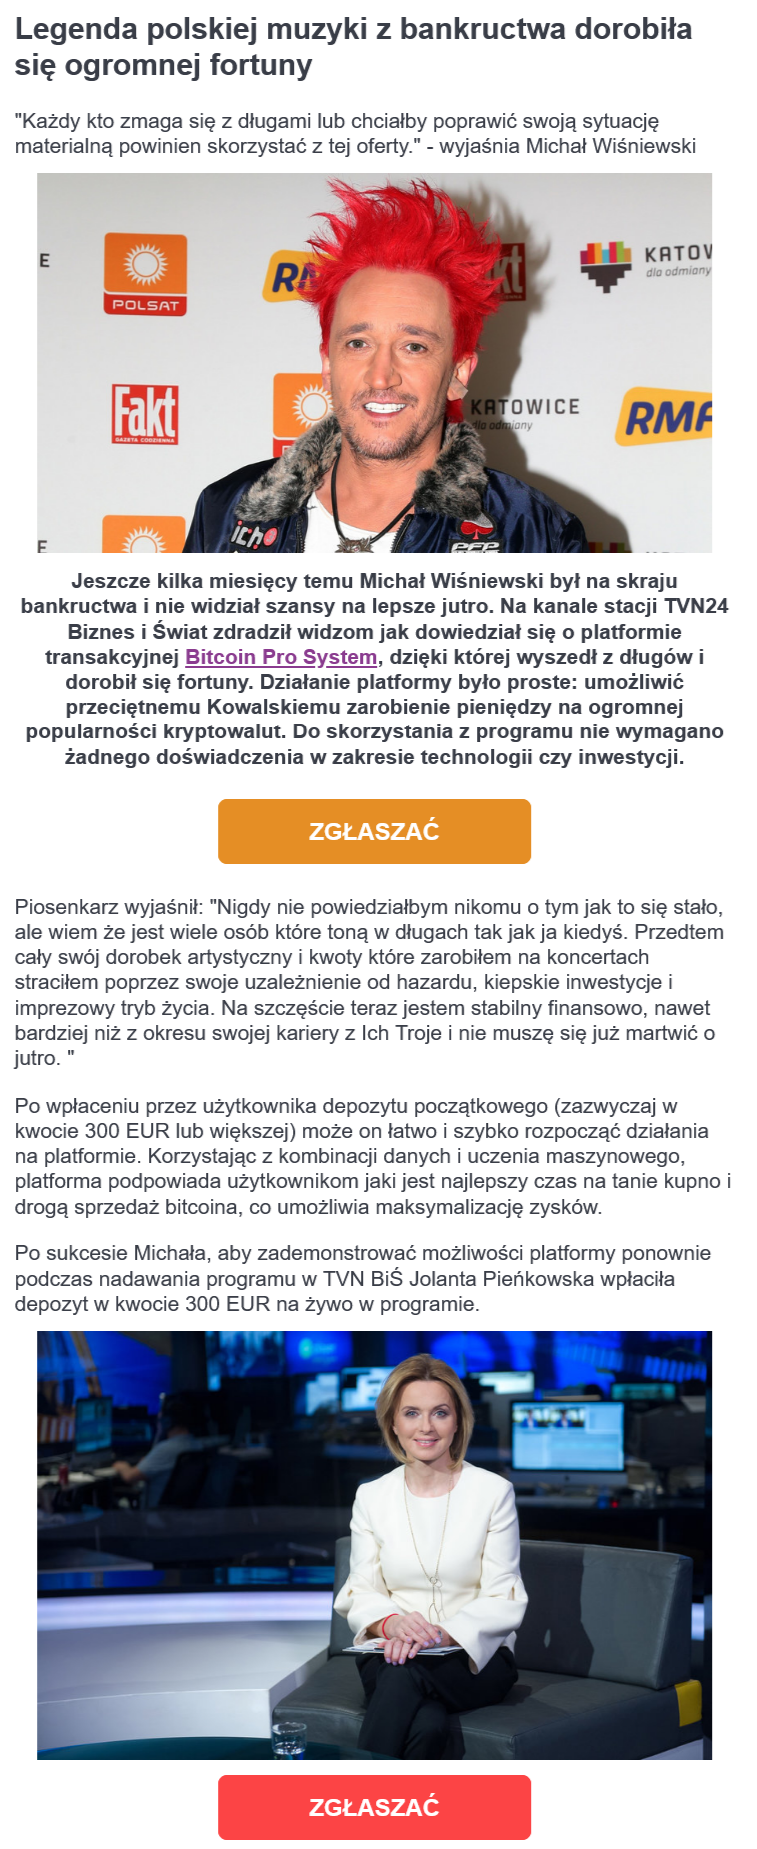 Legenda polskiej muzyki z bankructwa dorobiła
się ogromnej fortuny
"Każdy kto zmaga się z długami lub chciałby poprawić swoją sytuację
materialną powinien skorzystać z tej oferty." - wyjaśnia Michał Wiśniewski
E
POLSAT
RM
kt
KATOW
dla odmiany
Fakt
GAZETA CODZIENNA
F
KATOWICE
dla odmiany
RMF
ich
E
Jeszcze kilka miesięcy temu Michał Wiśniewski był na skraju
bankructwa i nie widział szansy na lepsze jutro. Na kanale stacji TVN24
Biznes i Świat zdradził widzom jak dowiedział się o platformie
transakcyjnej Bitcoin Pro System, dzięki której wyszedł z długów i
dorobił się fortuny. Działanie platformy było proste: umożliwić
przeciętnemu Kowalskiemu zarobienie pieniędzy na ogromnej
popularności kryptowalut. Do skorzystania z programu nie wymagano
żadnego doświadczenia w zakresie technologii czy inwestycji.
ZGŁASZAĆ
Piosenkarz wyjaśnił: "Nigdy nie powiedziałbym nikomu o tym jak to się stało,
ale wiem że jest wiele osób które toną w długach tak jak ja kiedyś. Przedtem
cały swój dorobek artystyczny i kwoty które zarobiłem na koncertach
straciłem poprzez swoje uzależnienie od hazardu, kiepskie inwestycje i
imprezowy tryb życia. Na szczęście teraz jestem stabilny finansowo, nawet
bardziej niż z okresu swojej kariery z Ich Troje i nie muszę się już martwić o
jutro. "
Po wpłaceniu przez użytkownika depozytu początkowego (zazwyczaj w
kwocie 300 EUR lub większej) może on łatwo i szybko rozpocząć działania
na platformie. Korzystając z kombinacji danych i uczenia maszynowego,
platforma podpowiada użytkownikom jaki jest najlepszy czas na tanie kupno i
drogą sprzedaż bitcoina, co umożliwia maksymalizację zysków.
Po sukcesie Michała, aby zademonstrować możliwości platformy ponownie
podczas nadawania programu w TVN BiŚ Jolanta Pieńkowska wpłaciła
depozyt w kwocie 300 EUR na żywo w programie.
ZGŁASZAĆ